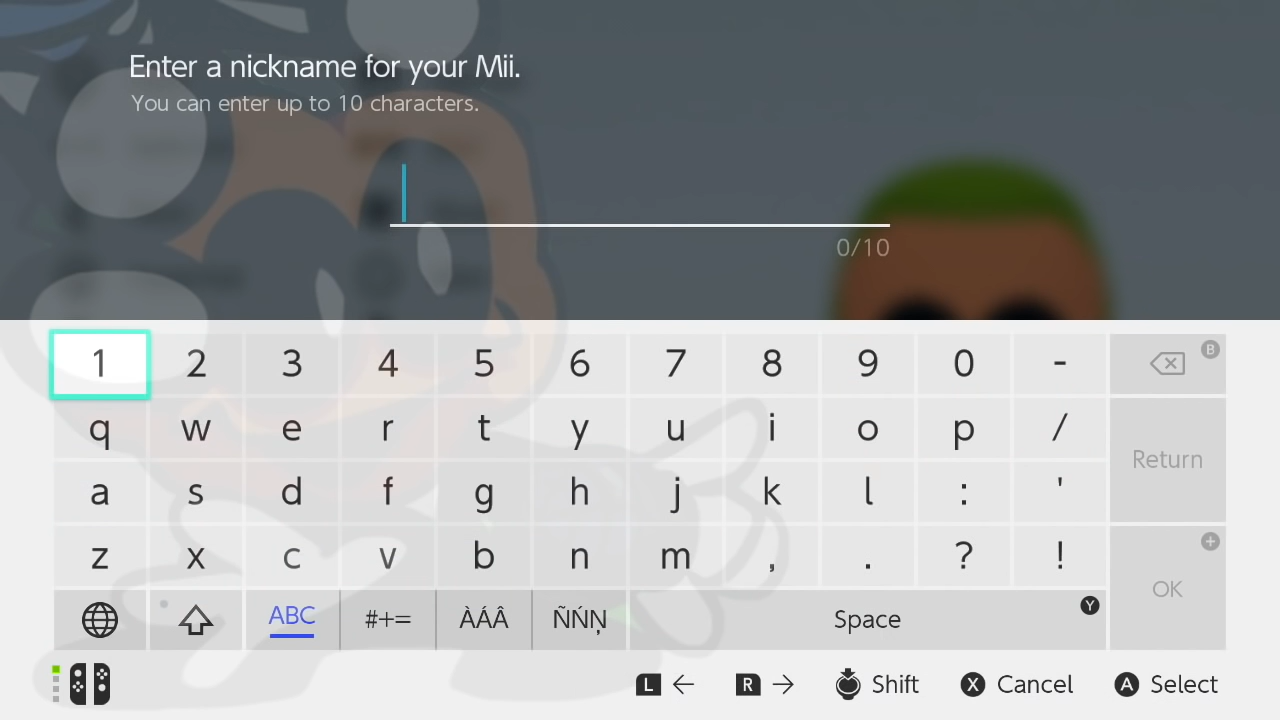 Enter a nickname for your Mii.
You can enter up to 10 characters.
0/10
1 2 3 4 5 6 7 8 9 0 - B
q w e r t y u i o p / Return
a s d f g h j k l : '
z x c v b n m , . ? ! + OK
ABC #+= ÀÁÂ ÑŃŅ Space Y
L ← R → Shift X Cancel A Select